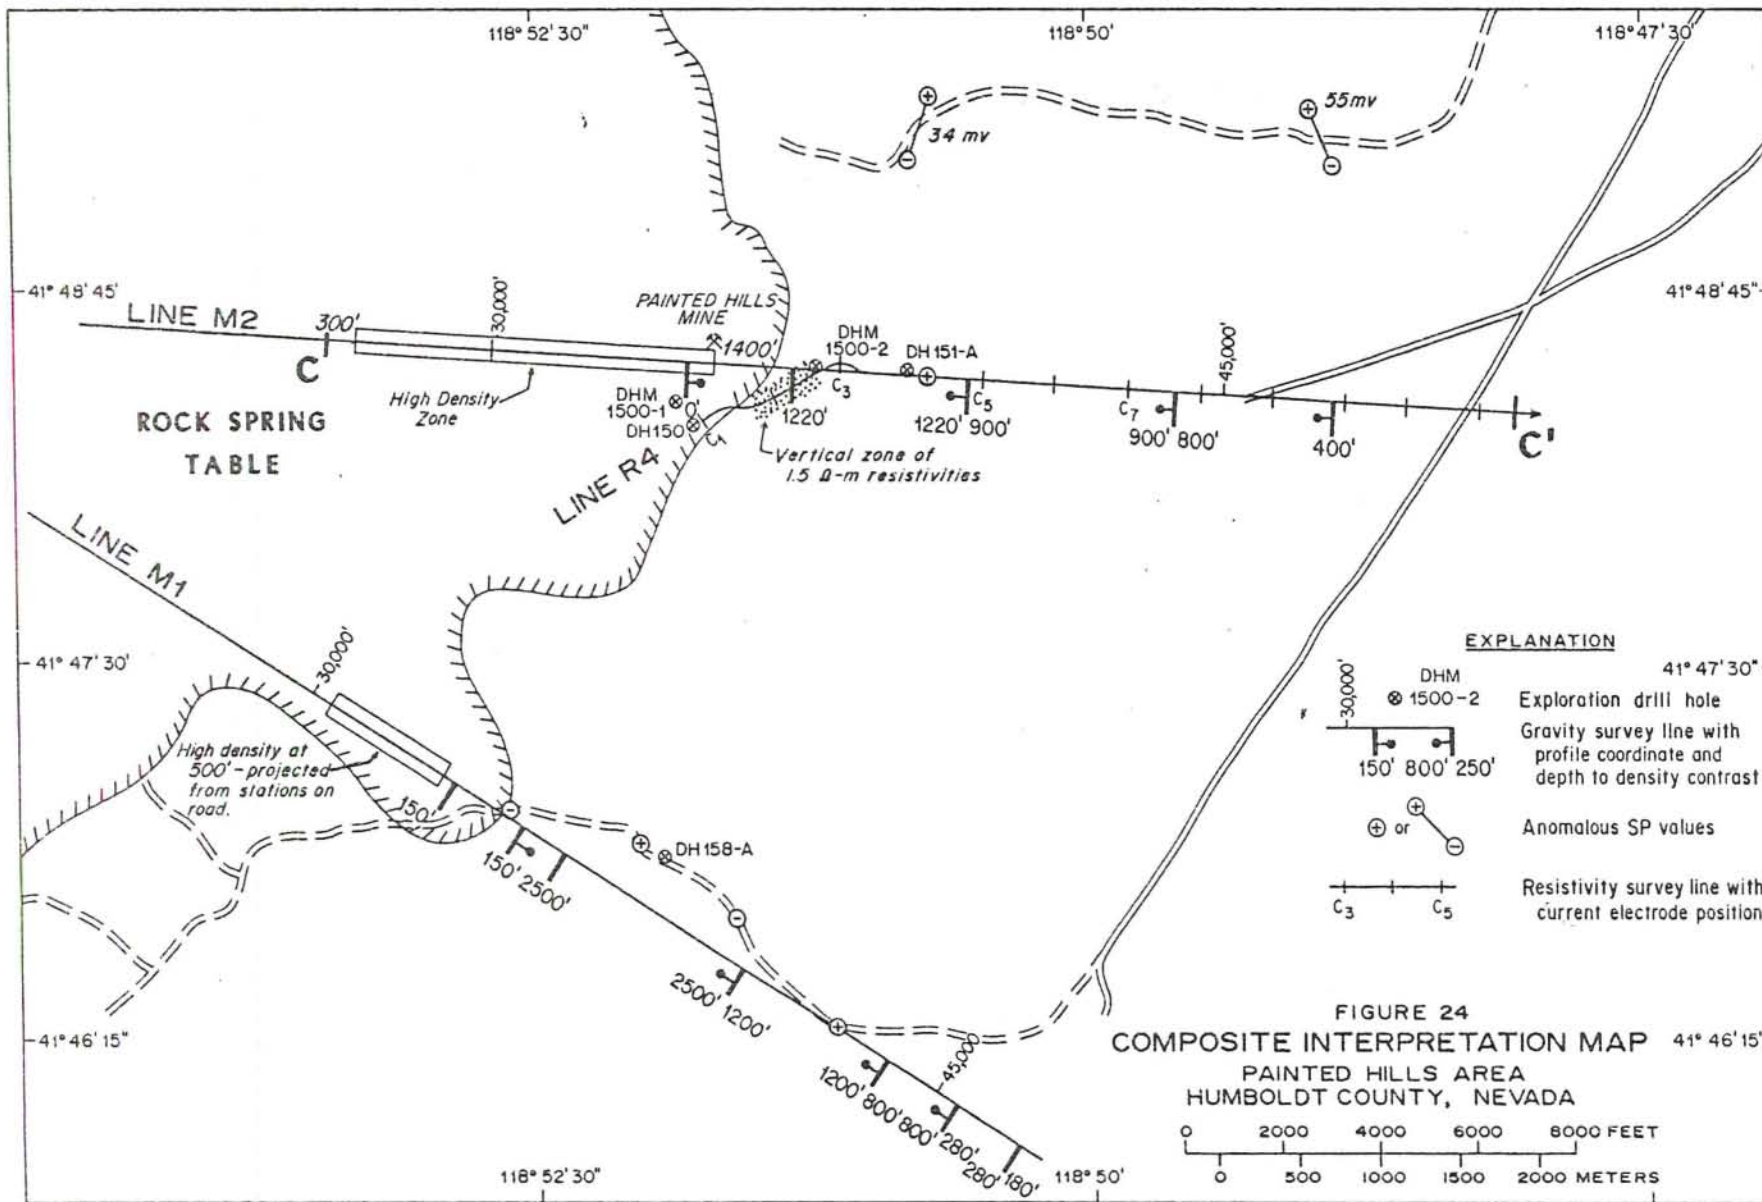 118° 52' 30"
118° 50'
118° 47' 30'
55mv
34 mv
41° 48' 45'
41° 48' 45"
LINE M2
300'
30,000'
PAINTED HILLS
MINE
1400'
DHM
1500-2
DH 151-A
45,000'
C
High Density
Zone
DHM
1500-1
0'
DH 150
C1
1220'
C3
C5
1220' 900'
C7
900' 800'
400'
C'
ROCK SPRING
TABLE
LINE R4
Vertical zone of
1.5 Ω-m resistivities
LINE M1
41° 47' 30'
30,000'
High density at
500'-projected
from stations on
road.
150'
150' 2500'
DH 158-A
2500' 1200'
1200' 800'
45,000'
800' 280'
280' 180'
41° 46' 15"
118° 52' 30"
118° 50'
EXPLANATION
41° 47' 30"
30,000'
DHM
1500-2
Exploration drill hole
150' 800' 250'
Gravity survey line with
profile coordinate and
depth to density contrast
or
Anomalous SP values
C3
C5
Resistivity survey line with
current electrode position
FIGURE 24
COMPOSITE INTERPRETATION MAP
41° 46' 15"
PAINTED HILLS AREA
HUMBOLDT COUNTY, NEVADA
0 2000 4000 6000 8000 FEET
0 500 1000 1500 2000 METERS